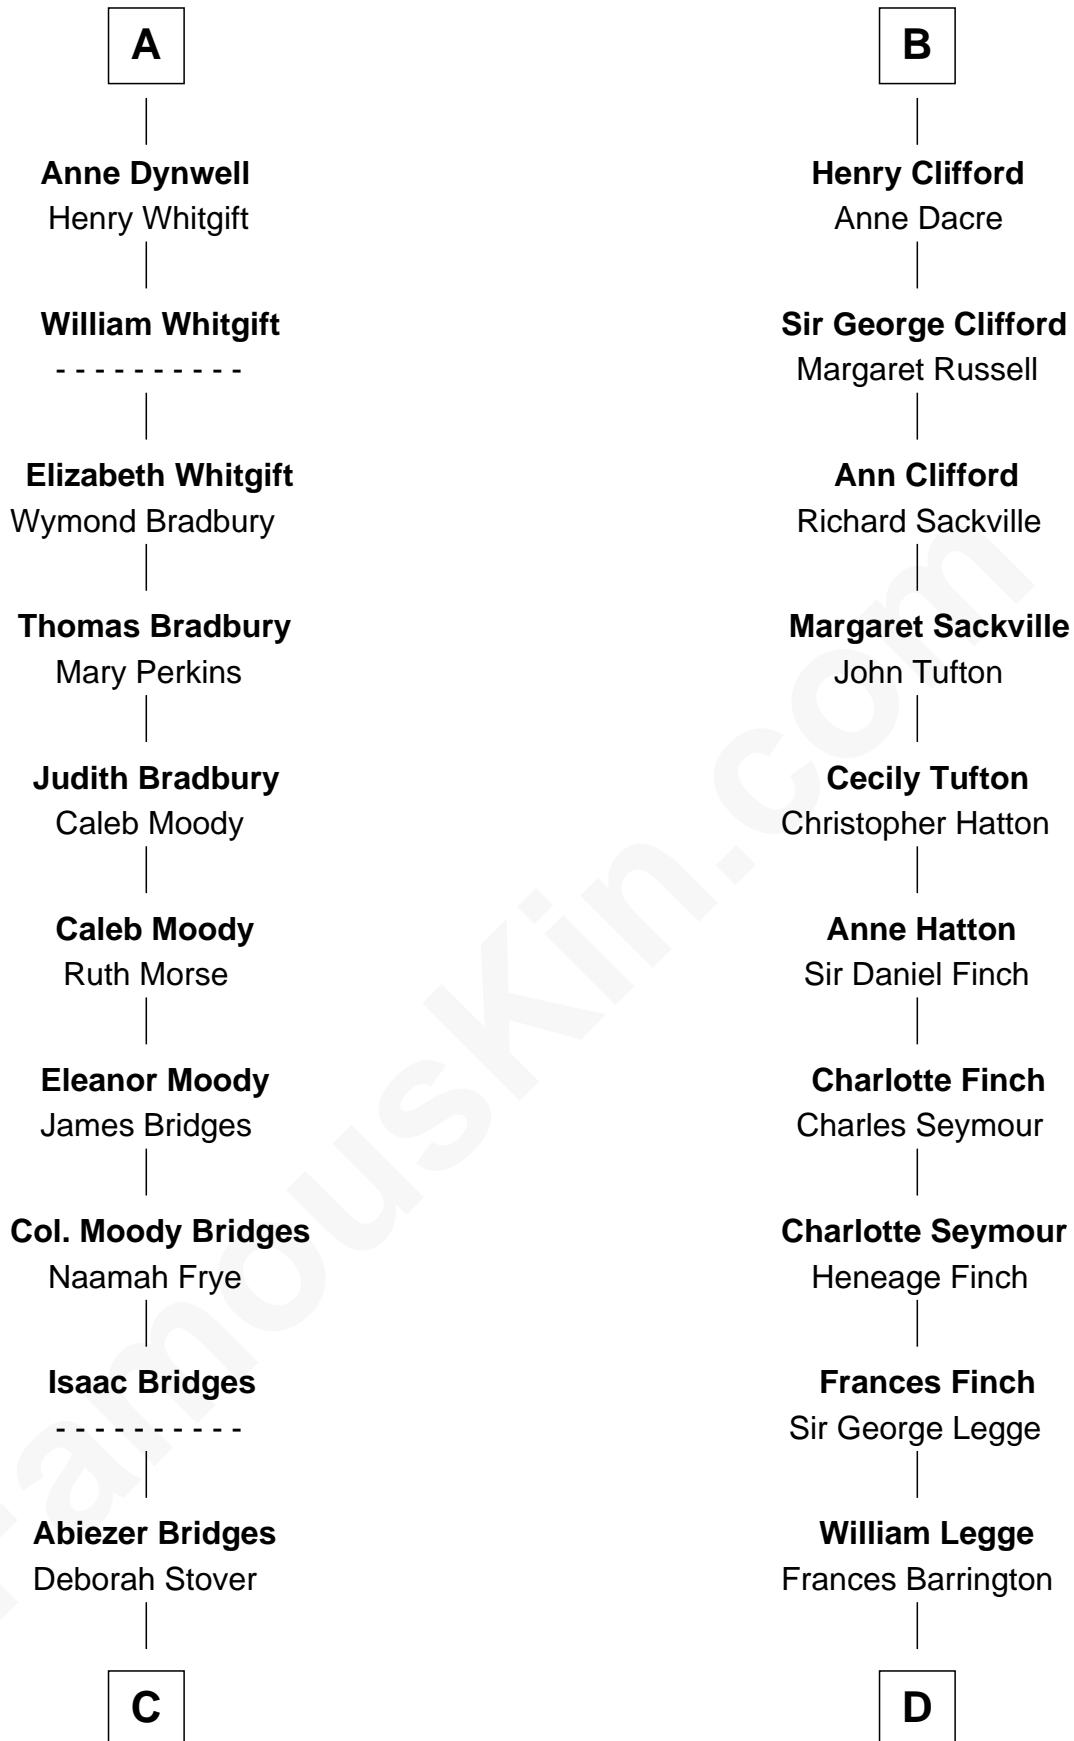 A
Anne Dynwell
Henry Whitgift
William Whitgift
- - - - - - - - - -
Elizabeth Whitgift
Wymond Bradbury
Thomas Bradbury
Mary Perkins
Judith Bradbury
Caleb Moody
Caleb Moody
Ruth Morse
Eleanor Moody
James Bridges
Col. Moody Bridges
Naamah Frye
Isaac Bridges
- - - - - - - - - -
Abiezer Bridges
Deborah Stover
C
B
Henry Clifford
Anne Dacre
Sir George Clifford
Margaret Russell
Ann Clifford
Richard Sackville
Margaret Sackville
John Tufton
Cecily Tufton
Christopher Hatton
Anne Hatton
Sir Daniel Finch
Charlotte Finch
Charles Seymour
Charlotte Seymour
Heneage Finch
Frances Finch
Sir George Legge
William Legge
Frances Barrington
D
FamousKin.com